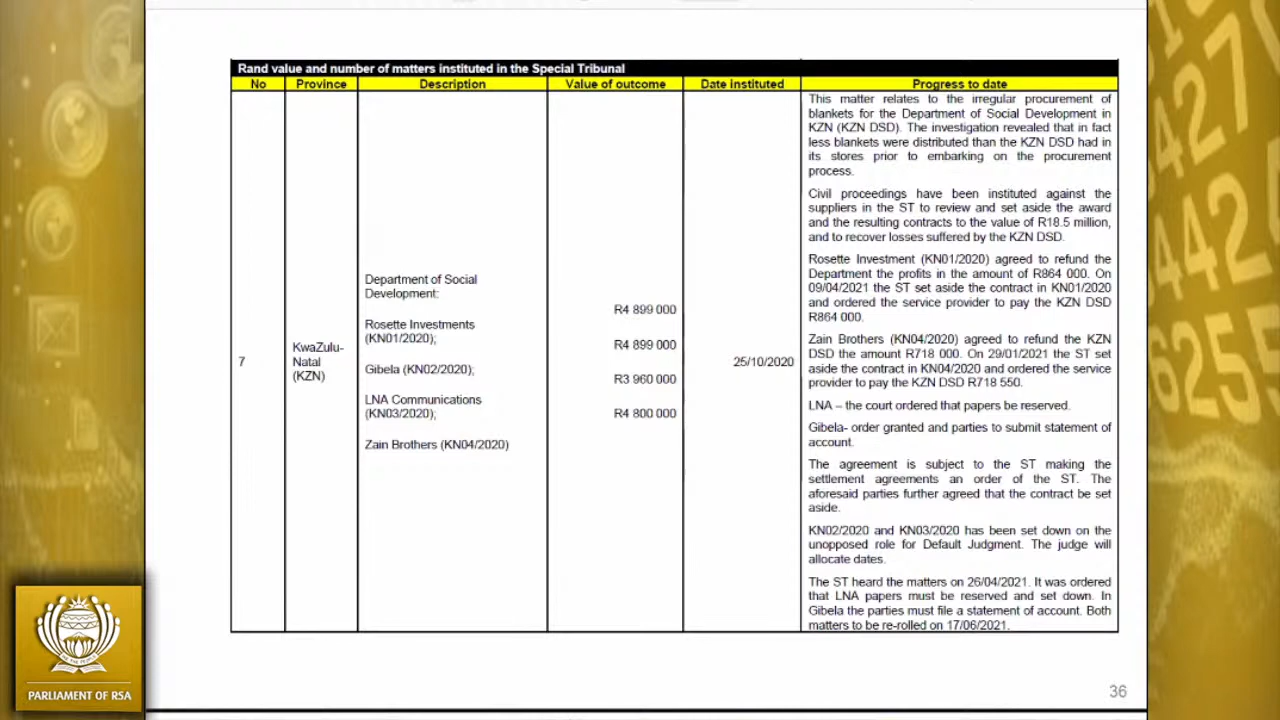 Rand value and number of matters instituted in the Special Tribunal
No Province Description Value of outcome Date instituted Progress to date
7
KwaZulu-
Natal
(KZN)
Department of Social
Development:
Rosette Investments
(KN01/2020);
Gibela (KN02/2020);
LNA Communications
(KN03/2020);
Zain Brothers (KN04/2020)
R4 899 000
R4 899 000
R3 960 000
R4 800 000
25/10/2020
This matter relates to the irregular procurement of
blankets for the Department of Social Development in
KZN (KZN DSD). The investigation revealed that in fact
less blankets were distributed than the KZN DSD had in
its stores prior to embarking on the procurement
process.
Civil proceedings have been instituted against the
suppliers in the ST to review and set aside the award
and the resulting contracts to the value of R18.5 million,
and to recover losses suffered by the KZN DSD.
Rosette Investment (KN01/2020) agreed to refund the
Department the profits in the amount of R864 000. On
09/04/2021 the ST set aside the contract in KN01/2020
and ordered the service provider to pay the KZN DSD
R864 000.
Zain Brothers (KN04/2020) agreed to refund the KZN
DSD the amount R718 000. On 29/01/2021 the ST set
aside the contract in KN04/2020 and ordered the service
provider to pay the KZN DSD R718 550.
LNA – the court ordered that papers be reserved.
Gibela- order granted and parties to submit statement of
account.
The agreement is subject to the ST making the
settlement agreements an order of the ST. The
aforesaid parties further agreed that the contract be set
aside.
KN02/2020 and KN03/2020 has been set down on the
unopposed role for Default Judgment. The judge will
allocate dates.
The ST heard the matters on 26/04/2021. It was ordered
that LNA papers must be reserved and set down. In
Gibela the parties must file a statement of account. Both
matters to be re-rolled on 17/06/2021.
36
PARLIAMENT OF RSA
427
442
6255